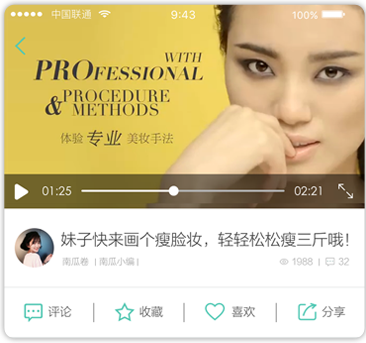 中国联通 9:43 100%
WITH
PROFESSIONAL
& PROCEDURE
METHODS
体验 专业 美妆手法
01:25 02:21
妹子快来画个瘦脸妆，轻轻松松瘦三斤哦！
南瓜卷 | 南瓜小编 | 1988 | 32
评论 收藏 喜欢 分享